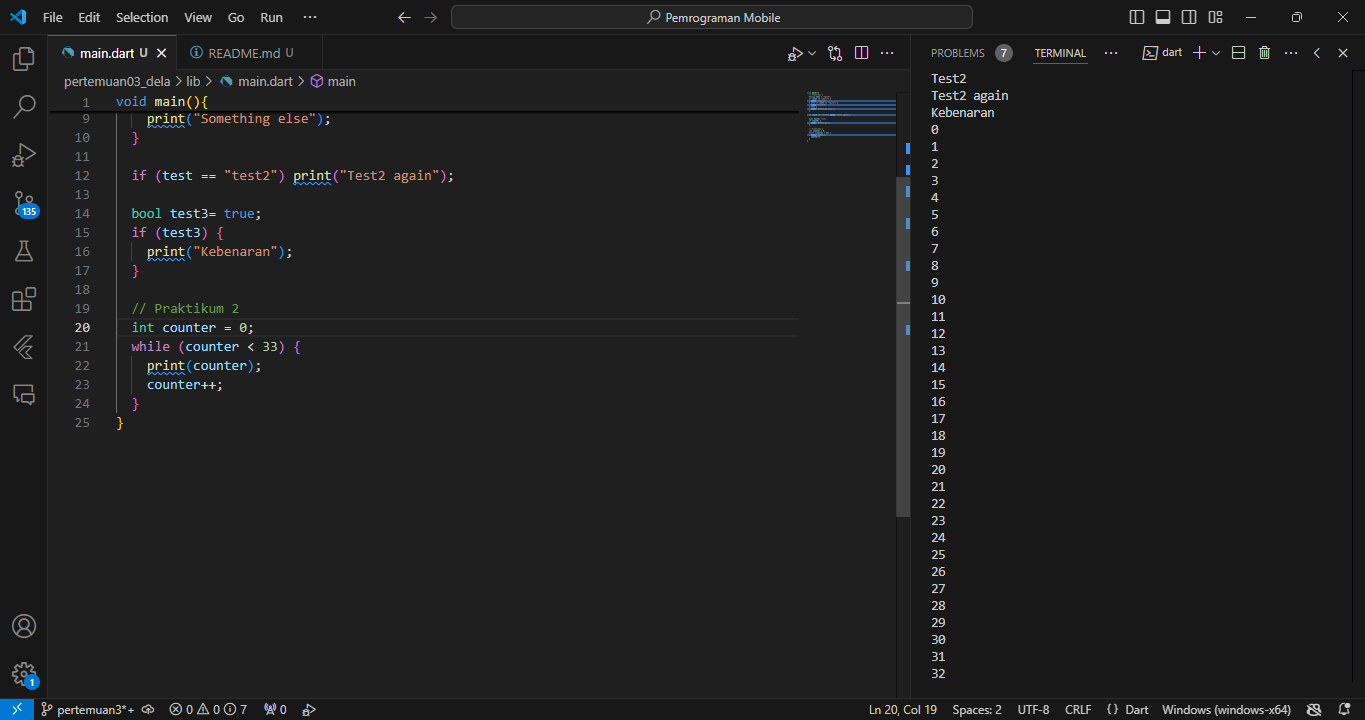 File Edit Selection View Go Run ··· Pemrograman Mobile
main.dart U README.md U
pertemuan03_dela > lib > main.dart > main
1 void main(){
9 print("Something else");
10 }
11
12 if (test == "test2") print("Test2 again");
13
14 bool test3= true;
15 if (test3) {
16 print("Kebenaran");
17 }
18
19 // Praktikum 2
20 int counter = 0;
21 while (counter < 33) {
22 print(counter);
23 counter++;
24 }
25 }
PROBLEMS 7 TERMINAL ··· dart
Test2
Test2 again
Kebenaran
0
1
2
3
4
5
6
7
8
9
10
11
12
13
14
15
16
17
18
19
20
21
22
23
24
25
26
27
28
29
30
31
32
135
1
pertemuan3*+ 0 0 7 0 Ln 20, Col 19 Spaces: 2 UTF-8 CRLF {} Dart Windows (windows-x64)